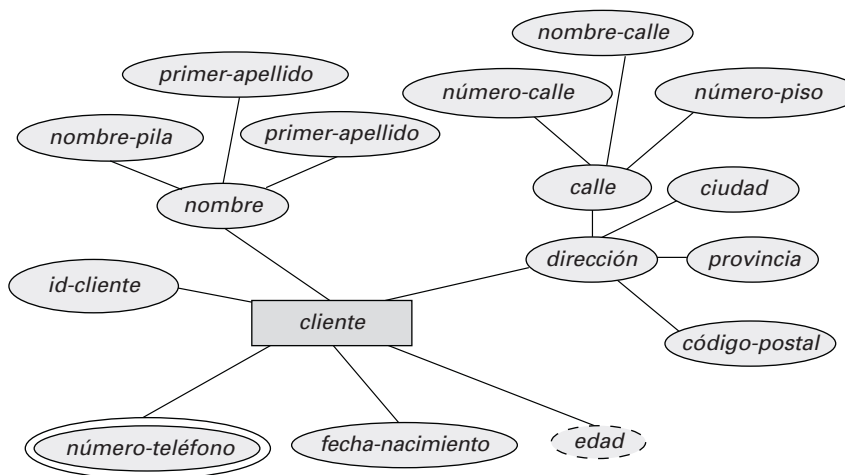 nombre-calle
primer-apellido
número-calle
número-piso
nombre-pila
primer-apellido
calle
ciudad
nombre
dirección
provincia
id-cliente
cliente
código-postal
número-teléfono
fecha-nacimiento
edad